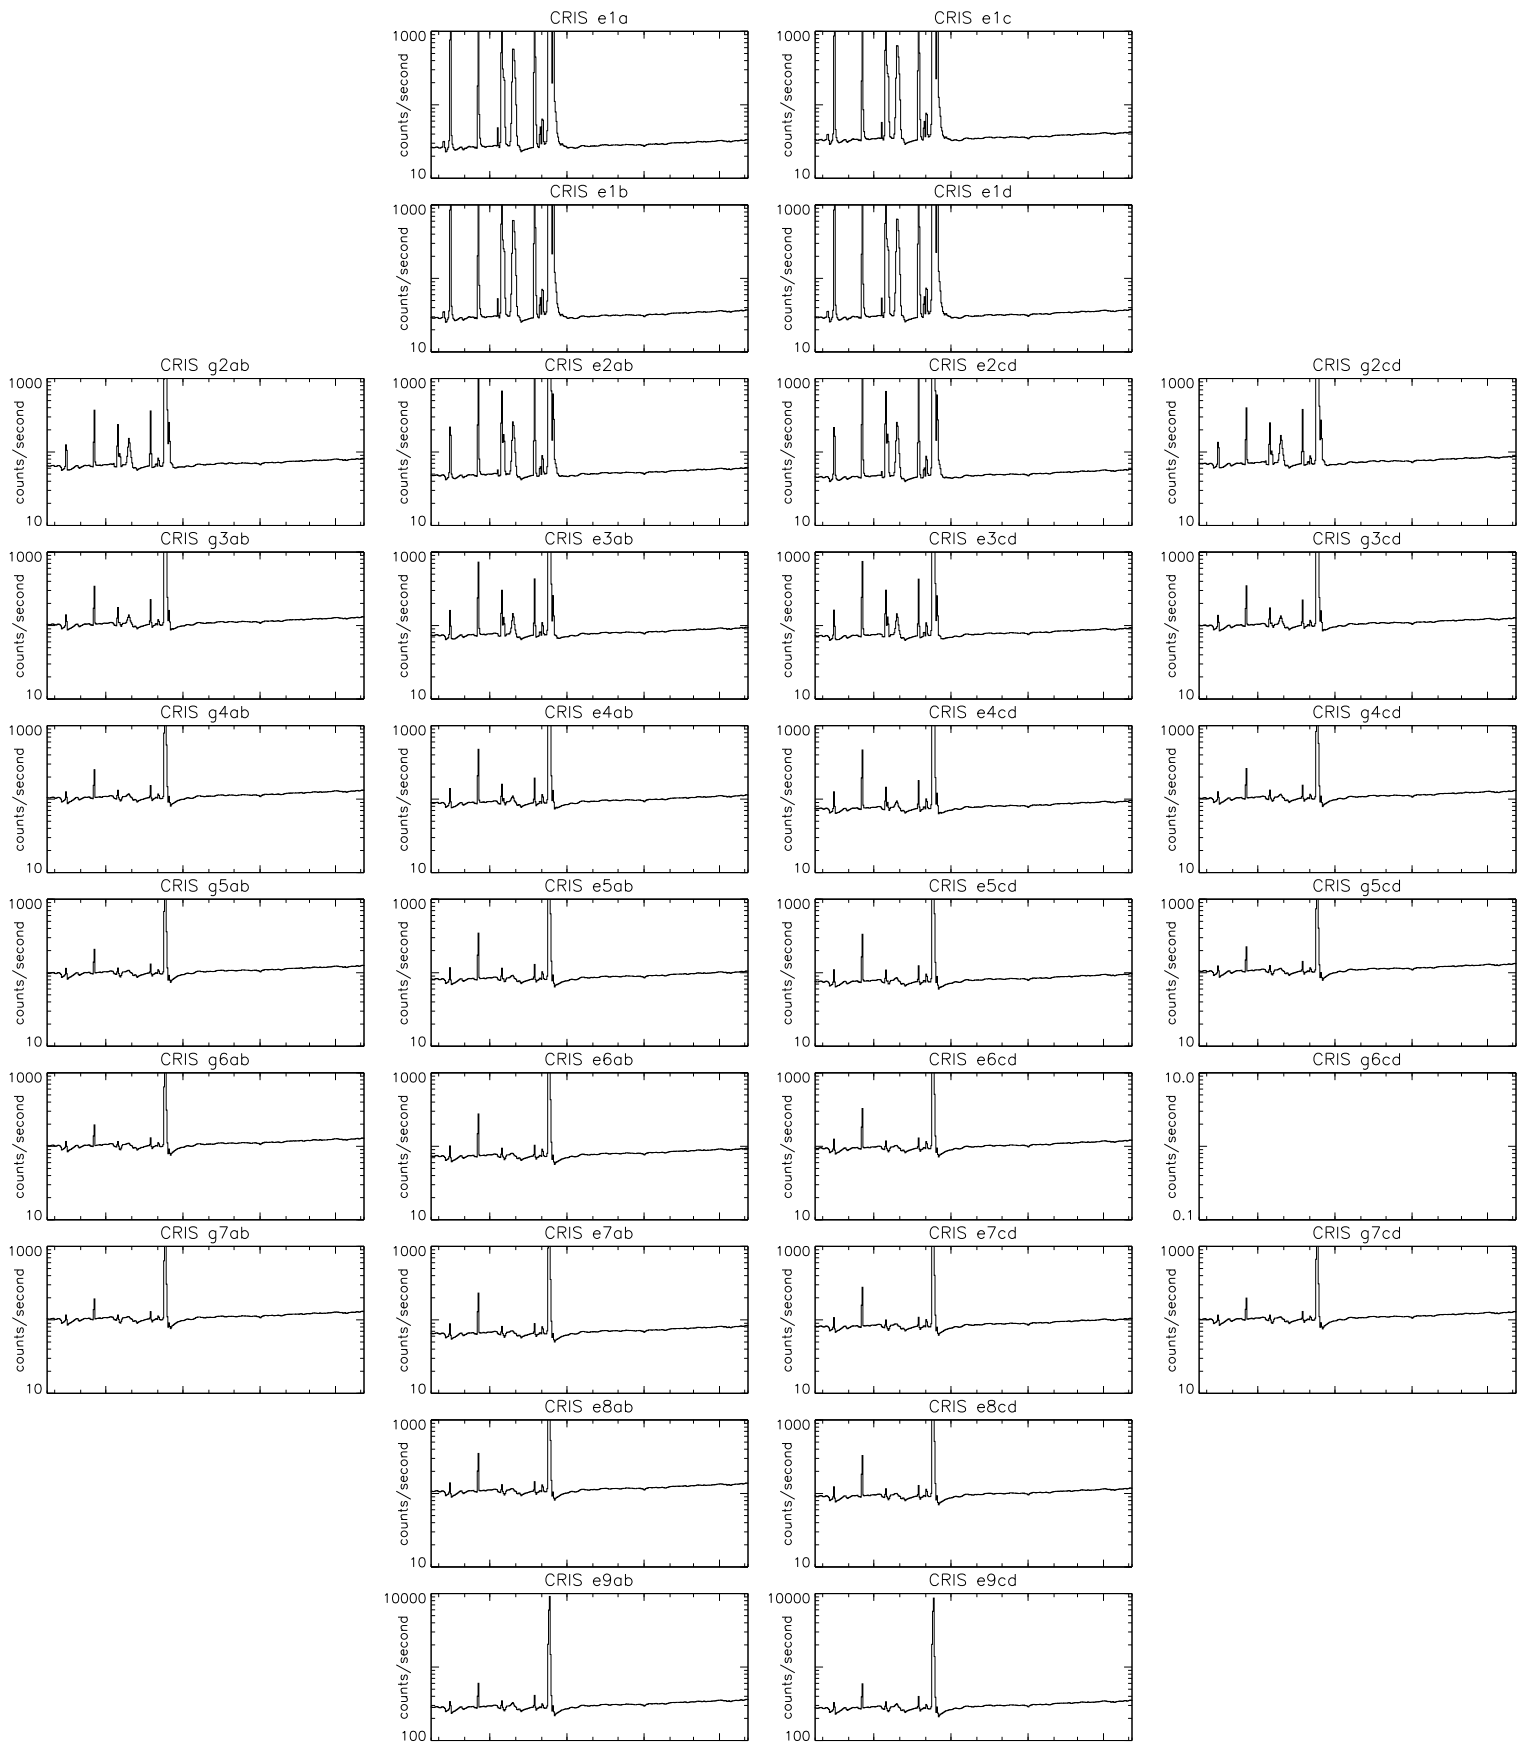 CRIS e1a
CRIS e1c
1000
counts/second
10
1000
counts/second
10
CRIS e1b
CRIS e1d
1000
counts/second
10
1000
counts/second
10
CRIS g2ab
CRIS e2ab
CRIS e2cd
CRIS g2cd
1000
counts/second
10
1000
counts/second
10
1000
counts/second
10
1000
counts/second
10
CRIS g3ab
CRIS e3ab
CRIS e3cd
CRIS g3cd
1000
counts/second
10
1000
counts/second
10
1000
counts/second
10
1000
counts/second
10
CRIS g4ab
CRIS e4ab
CRIS e4cd
CRIS g4cd
1000
counts/second
10
1000
counts/second
10
1000
counts/second
10
1000
counts/second
10
CRIS g5ab
CRIS e5ab
CRIS e5cd
CRIS g5cd
1000
counts/second
10
1000
counts/second
10
1000
counts/second
10
1000
counts/second
10
CRIS g6ab
CRIS e6ab
CRIS e6cd
CRIS g6cd
1000
counts/second
10
1000
counts/second
10
1000
counts/second
10
10.0
counts/second
0.1
CRIS g7ab
CRIS e7ab
CRIS e7cd
CRIS g7cd
1000
counts/second
10
1000
counts/second
10
1000
counts/second
10
1000
counts/second
10
CRIS e8ab
CRIS e8cd
1000
counts/second
10
1000
counts/second
10
CRIS e9ab
CRIS e9cd
10000
counts/second
100
10000
counts/second
100